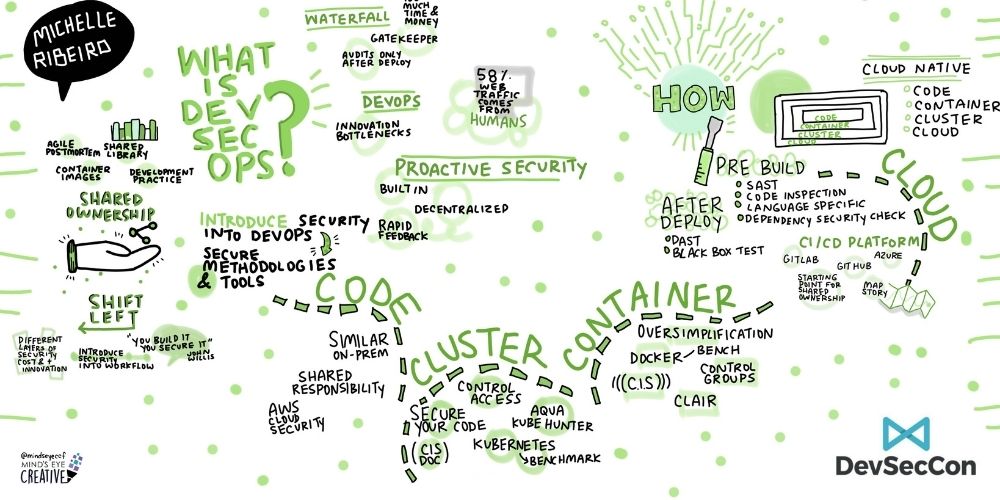 MICHELLE
RIBEIRO
WHAT
IS
DEV
SEC
OPS?
AGILE
POSTMORTEM
SHARED
LIBRARY
CONTAINER
IMAGES
DEVELOPMENT
PRACTICE
SHARED
OWNERSHIP
SHIFT
LEFT
DIFFERENT
LAYERS OF
SECURITY
COST & +
INNOVATION
INTRODUCE
SECURITY
INTO WORKFLOW
"YOU BUILD IT
YOU SECURE IT"
JOHN
WILLIS
INTRODUCE SECURITY
INTO DEVOPS
SECURE
METHODOLOGIES
& TOOLS
WATERFALL
MUCH
TIME &
MONEY
GATEKEEPER
AUDITS ONLY
AFTER DEPLOY
DEVOPS
INNOVATION
BOTTLENECKS
58%
WEB
TRAFFIC
COMES
FROM
HUMANS
PROACTIVE SECURITY
BUILT IN
DECENTRALIZED
RAPID
FEEDBACK
HOW
CODE
CONTAINER
CLUSTER
CLOUD
CLOUD NATIVE
CODE
CONTAINER
CLUSTER
CLOUD
PRE BUILD
SAST
CODE INSPECTION
LANGUAGE SPECIFIC
DEPENDENCY SECURITY CHECK
AFTER
DEPLOY
DAST
BLACK BOX TEST
CLOUD
CI/CD PLATFORM
GITLAB
GITHUB
AZURE
STARTING
POINT FOR
SHARED
OWNERSHIP
MAP
STORY
CODE
SIMILAR
ON-PREM
SHARED
RESPONSIBILITY
AWS
CLOUD
SECURITY
CLUSTER
CONTROL
ACCESS
SECURE
YOUR CODE
(CIS
DOC)
AQUA
KUBE HUNTER
KUBERNETES
BENCHMARK
CONTAINER
OVERSIMPLIFICATION
DOCKER
BENCH
(((C.I.S)))
CONTROL
GROUPS
CLAIR
@mindseyeccf
MIND'S EYE
CREATIVE
DevSecCon